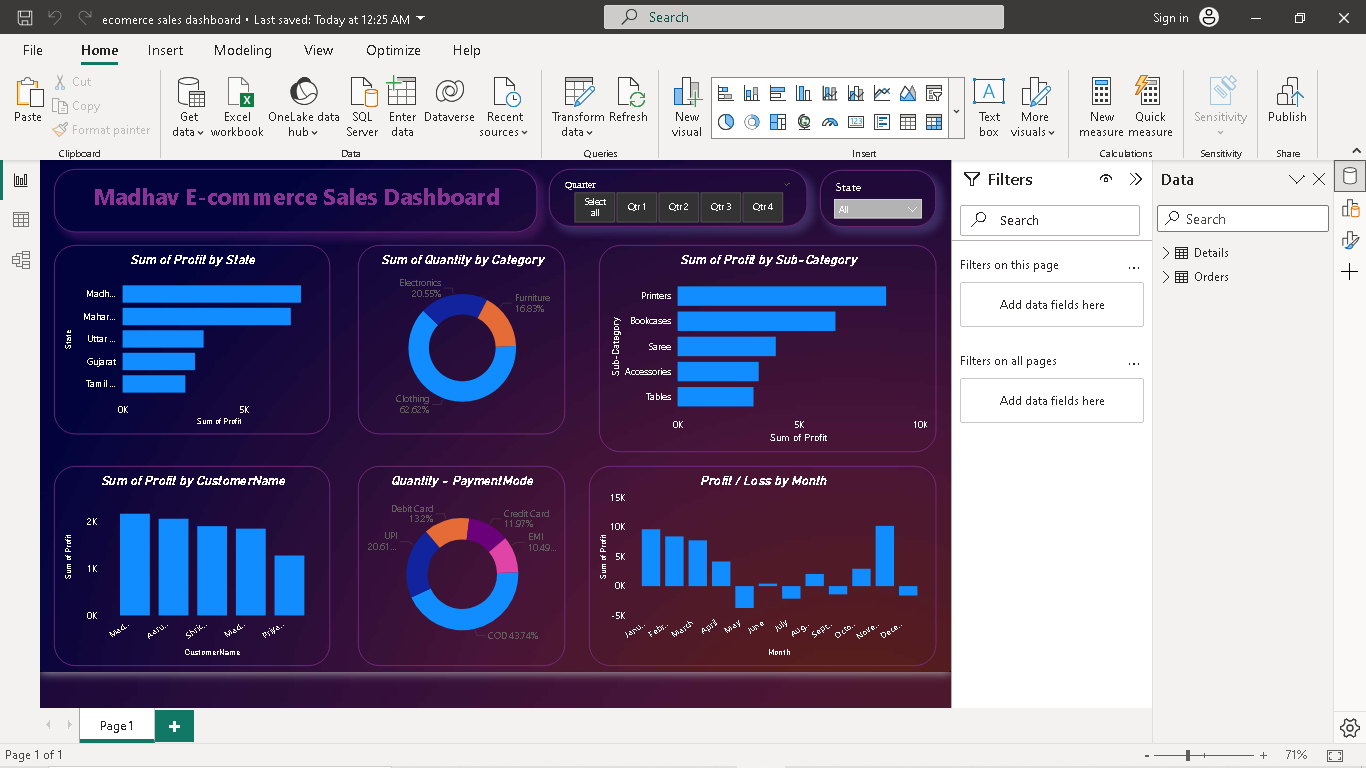 ecomerce sales dashboard • Last saved: Today at 12:25 AM
Search
Sign in
File
Home
Insert
Modeling
View
Optimize
Help
Paste
Cut
Copy
Format painter
Clipboard
Get data
Excel workbook
OneLake data hub
SQL Server
Enter data
Dataverse
Recent sources
Data
Transform data
Refresh
Queries
New visual
Text box
More visuals
Insert
New measure
Quick measure
Calculations
Sensitivity
Sensitivity
Publish
Share
Madhav E-commerce Sales Dashboard
Quarter
Select all
Qtr 1
Qtr 2
Qtr 3
Qtr 4
State
All
Sum of Profit by State
State
Madh...
Mahar...
Uttar ...
Gujarat
Tamil ...
0K
5K
Sum of Profit
Sum of Quantity by Category
Electronics
20.55%
Furniture
16.83%
Clothing
62.62%
Sum of Profit by Sub-Category
Sub-Category
Printers
Bookcases
Saree
Accessories
Tables
0K
5K
10K
Sum of Profit
Sum of Profit by CustomerName
Sum of Profit
2K
1K
0K
Mad...
Aaru...
Shrik...
Mad...
Priya...
CustomerName
Quantity - PaymentMode
Debit Card
13.2%
Credit Card
11.97%
UPI
20.61...
EMI
10.49...
COD 43.74%
Profit / Loss by Month
Sum of Profit
15K
10K
5K
0K
-5K
Janu...
Febr...
March
April
May
June
July
Aug...
Sept...
Octo...
Nove...
Dece...
Month
Filters
Search
Filters on this page
...
Add data fields here
Filters on all pages
...
Add data fields here
Data
Search
Details
Orders
Page 1
Page 1 of 1
-
+
71%